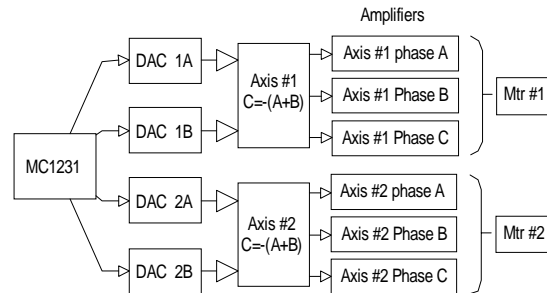 Amplifiers
DAC 1A
Axis #1
C=-(A+B)
Axis #1 phase A
Axis #1 Phase B
Axis #1 Phase C
Mtr #1
DAC 1B
MC1231
DAC 2A
Axis #2
C=-(A+B)
Axis #2 phase A
Axis #2 Phase B
Axis #2 Phase C
Mtr #2
DAC 2B